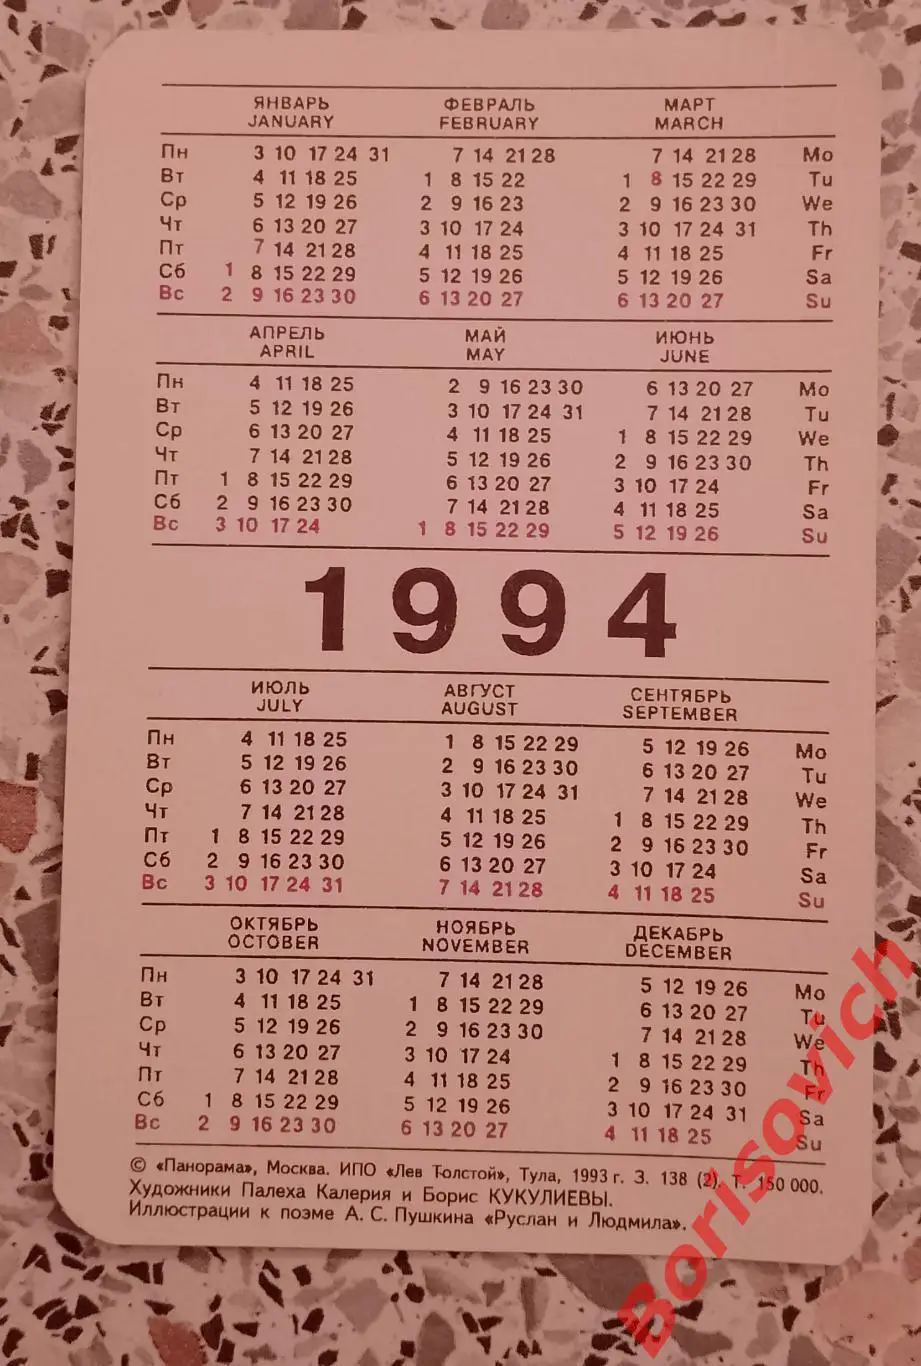 ЯНВАРЬ ФЕВРАЛЬ МАРТ
JANUARY FEBRUARY MARCH
Пн 3 10 17 24 31 7 14 21 28 7 14 21 28 Mo
Вт 4 11 18 25 1 8 15 22 1 8 15 22 29 Tu
Ср 5 12 19 26 2 9 16 23 2 9 16 23 30 We
Чт 6 13 20 27 3 10 17 24 3 10 17 24 31 Th
Пт 7 14 21 28 4 11 18 25 4 11 18 25 Fr
Сб 1 8 15 22 29 5 12 19 26 5 12 19 26 Sa
Вс 2 9 16 23 30 6 13 20 27 6 13 20 27 Su
АПРЕЛЬ МАЙ ИЮНЬ
APRIL MAY JUNE
Пн 4 11 18 25 2 9 16 23 30 6 13 20 27 Mo
Вт 5 12 19 26 3 10 17 24 31 7 14 21 28 Tu
Ср 6 13 20 27 4 11 18 25 1 8 15 22 29 We
Чт 7 14 21 28 5 12 19 26 2 9 16 23 30 Th
Пт 1 8 15 22 29 6 13 20 27 3 10 17 24 Fr
Сб 2 9 16 23 30 7 14 21 28 4 11 18 25 Sa
Вс 3 10 17 24 1 8 15 22 29 5 12 19 26 Su
1994
ИЮЛЬ АВГУСТ СЕНТЯБРЬ
JULY AUGUST SEPTEMBER
Пн 4 11 18 25 1 8 15 22 29 5 12 19 26 Mo
Вт 5 12 19 26 2 9 16 23 30 6 13 20 27 Tu
Ср 6 13 20 27 3 10 17 24 31 7 14 21 28 We
Чт 7 14 21 28 4 11 18 25 1 8 15 22 29 Th
Пт 1 8 15 22 29 5 12 19 26 2 9 16 23 30 Fr
Сб 2 9 16 23 30 6 13 20 27 3 10 17 24 Sa
Вс 3 10 17 24 31 7 14 21 28 4 11 18 25 Su
ОКТЯБРЬ НОЯБРЬ ДЕКАБРЬ
OCTOBER NOVEMBER DECEMBER
Пн 3 10 17 24 31 7 14 21 28 5 12 19 26 Mo
Вт 4 11 18 25 1 8 15 22 29 6 13 20 27 Tu
Ср 5 12 19 26 2 9 16 23 30 7 14 21 28 We
Чт 6 13 20 27 3 10 17 24 1 8 15 22 29 Th
Пт 7 14 21 28 4 11 18 25 2 9 16 23 30 Fr
Сб 1 8 15 22 29 5 12 19 26 3 10 17 24 31 Sa
Вс 2 9 16 23 30 6 13 20 27 4 11 18 25 Su
© «Панорама», Москва. ИПО «Лев Толстой», Тула, 1993 г. З. 138 (2). Т. 150 000.
Художники Палеха Калерия и Борис КУКУЛИЕВЫ.
Иллюстрации к поэме А. С. Пушкина «Руслан и Людмила».
Borisovich